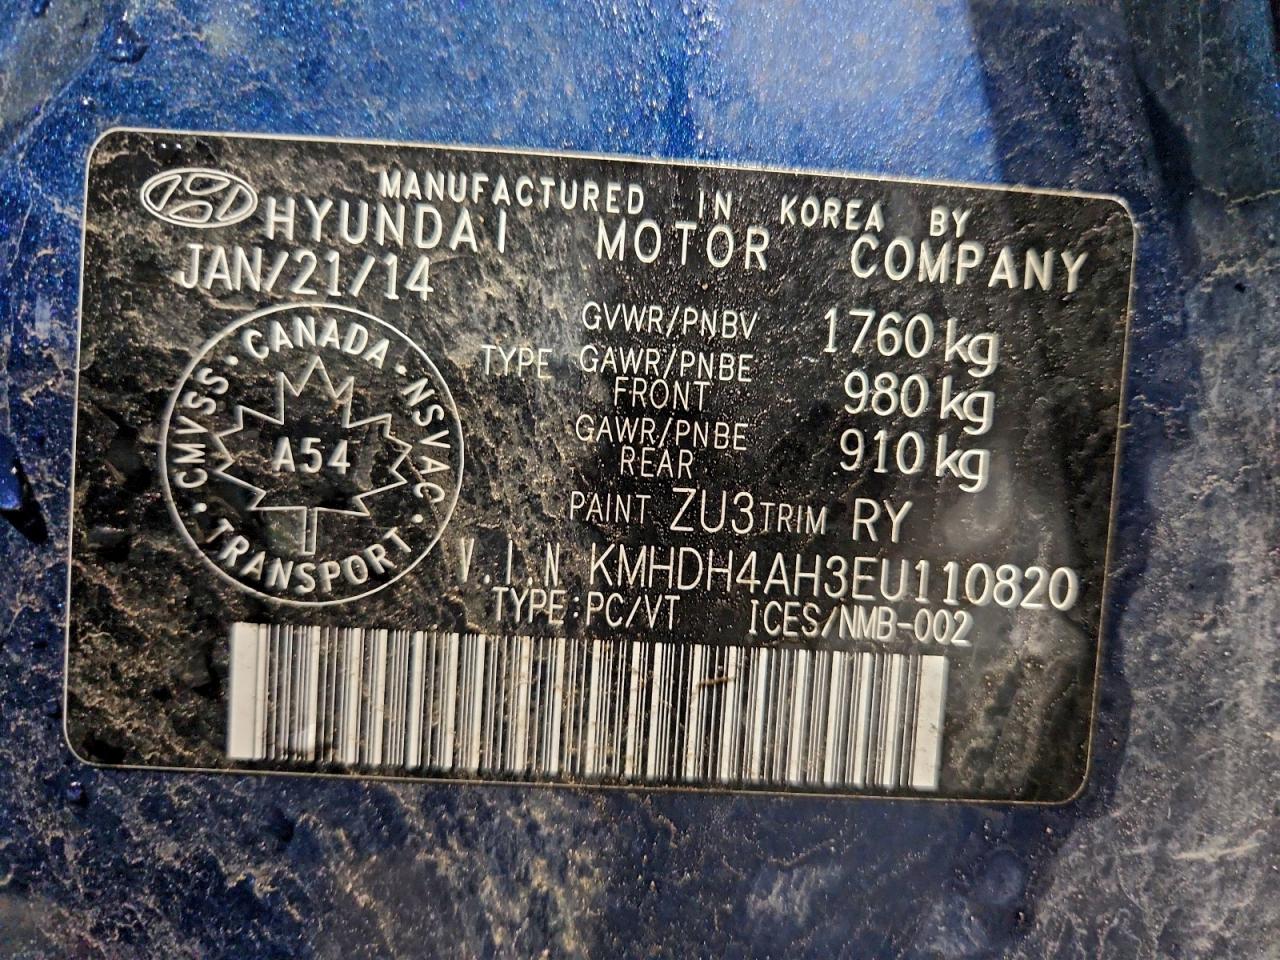 MANUFACTURED IN KOREA BY
HYUNDAI MOTOR COMPANY
JAN/21/14
GVWR/PNBV 1760 kg
TYPE GAWR/PNBE
FRONT 980 kg
GAWR/PNBE
REAR 910 kg
PAINT ZU3 TRIM RY
V.I.N KMHDH4AH3EU110820
TYPE:PC/VT ICES/NMB-002
CANADA · NSVAC · TRANSPORT · CMVSS ·
A54